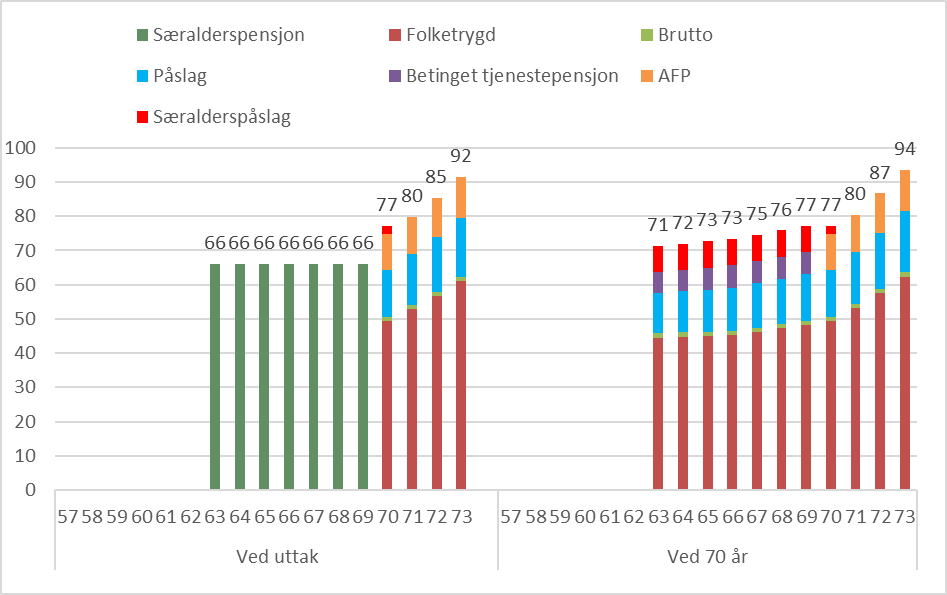 Særalderspensjon Folketrygd Brutto
Påslag Betinget tjenestepensjon AFP
Særalderspåslag
100
90
80
70
60
50
40
30
20
10
0
66 66 66 66 66 66 66 77 80 85 92
71 72 73 73 75 76 77 77 80 87 94
57 58 59 60 61 62 63 64 65 66 67 68 69 70 71 72 73 57 58 59 60 61 62 63 64 65 66 67 68 69 70 71 72 73
Ved uttak Ved 70 år